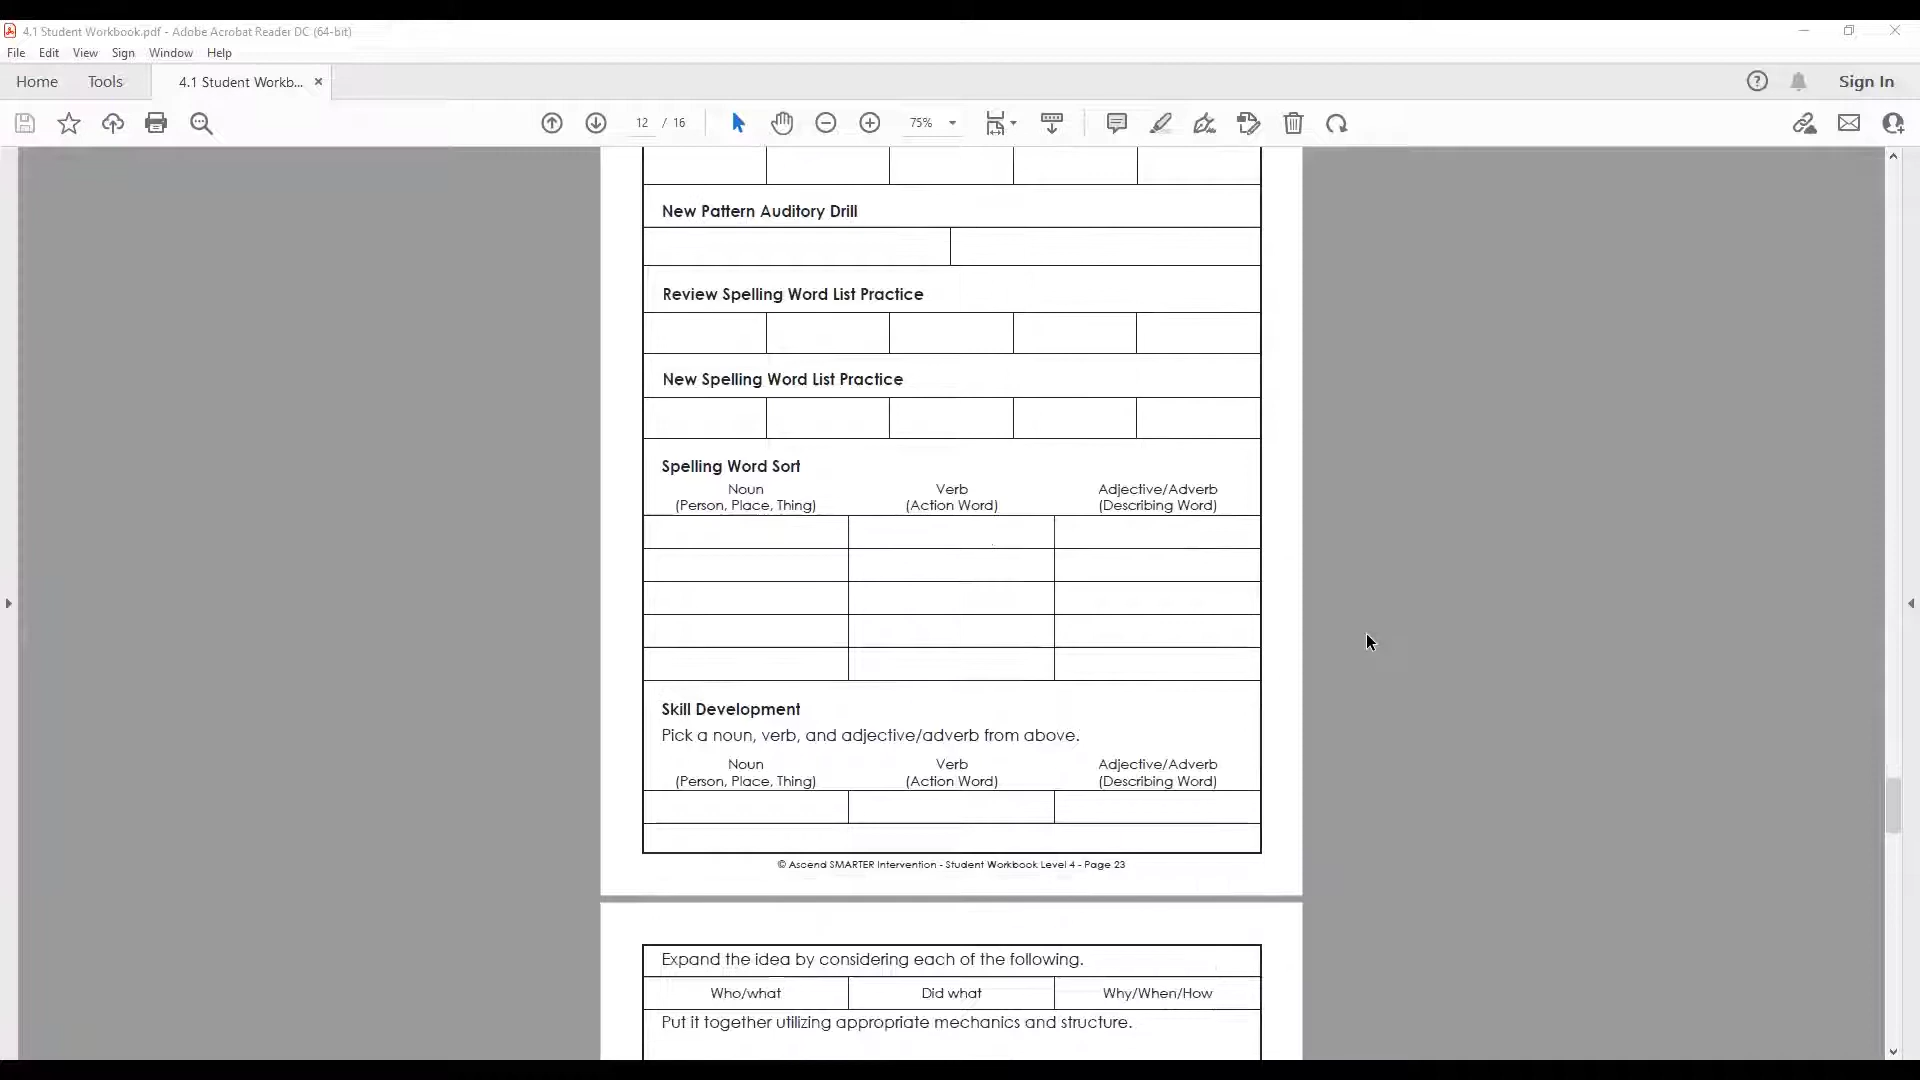 4.1 Student Workbook.pdf - Adobe Acrobat Reader DC (64-bit)
File Edit View Sign Window Help
Home Tools 4.1 Student Workb... × Sign In
12 / 16 75%
New Pattern Auditory Drill
Review Spelling Word List Practice
New Spelling Word List Practice
Spelling Word Sort
Noun Verb Adjective/Adverb
(Person, Place, Thing) (Action Word) (Describing Word)
Skill Development
Pick a noun, verb, and adjective/adverb from above.
Noun Verb Adjective/Adverb
(Person, Place, Thing) (Action Word) (Describing Word)
© Ascend SMARTER Intervention - Student Workbook Level 4 - Page 23
Expand the idea by considering each of the following.
Who/what Did what Why/When/How
Put it together utilizing appropriate mechanics and structure.